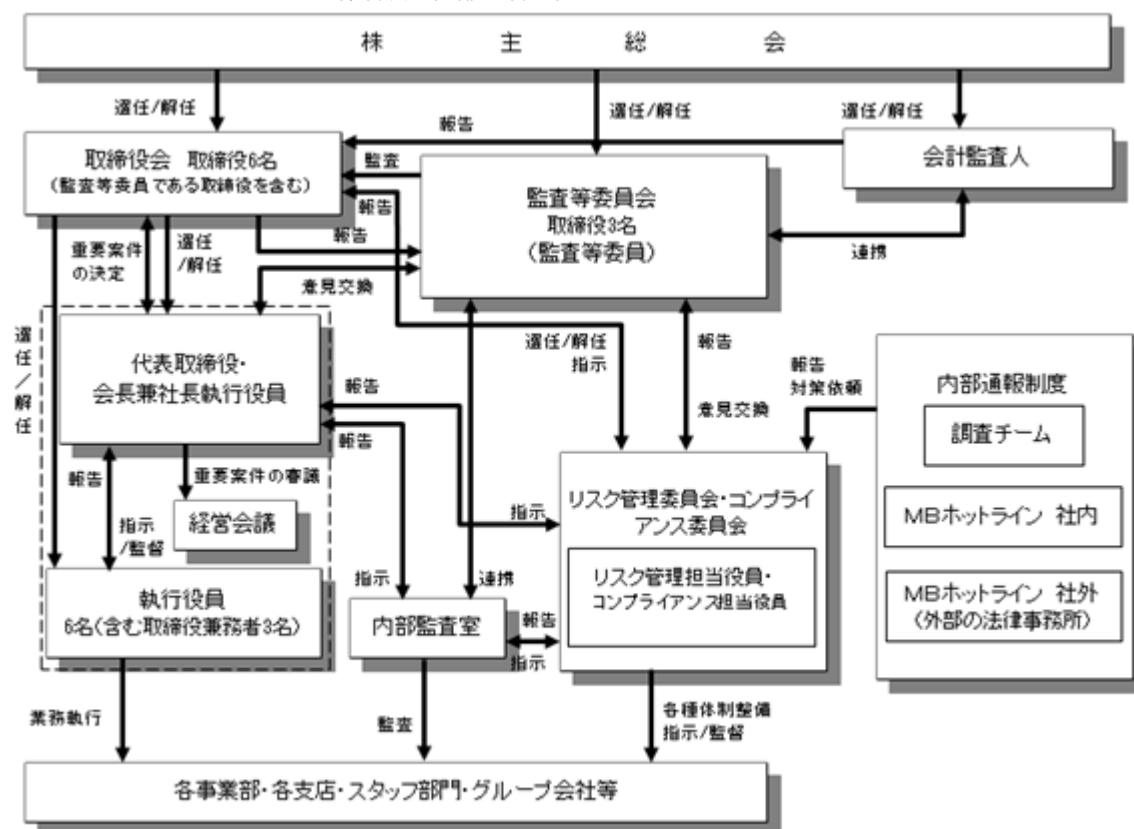 株主総会
選任/解任
選任/解任
選任/解任
報告
取締役会 取締役6名
(監査等委員である取締役を含む)
監査
会計監査人
監査等委員会
取締役3名
(監査等委員)
報告
報告
連携
重要案件
の決定
選任
/解任
意見交換
選任/解任
代表取締役・
会長兼社長執行役員
報告
報告
選任/解任
指示
報告
意見交換
報告
対策依頼
内部通報制度
調査チーム
MBホットライン 社内
MBホットライン 社外
(外部の法律事務所)
報告
指示
/監督
重要案件の審議
経営会議
指示
リスク管理委員会・コンプライ
アンス委員会
リスク管理担当役員・
コンプライアンス担当役員
執行役員
6名(含む取締役兼務者3名)
指示
連携
内部監査室
報告
指示
業務執行
監査
各種体制整備
指示/監督
各事業部・各支店・スタッフ部門・グループ会社等